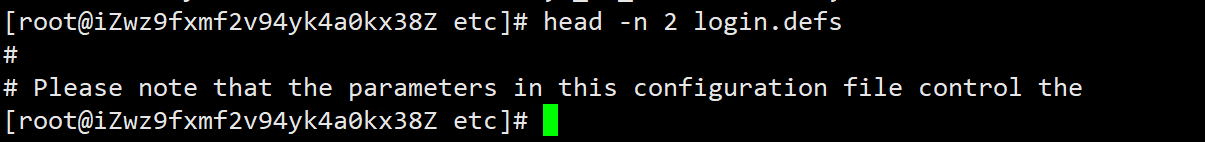 [root@iZwz9fxmf2v94yk4a0kx38Z etc]# head -n 2 login.defs
#
# Please note that the parameters in this configuration file control the
[root@iZwz9fxmf2v94yk4a0kx38Z etc]#